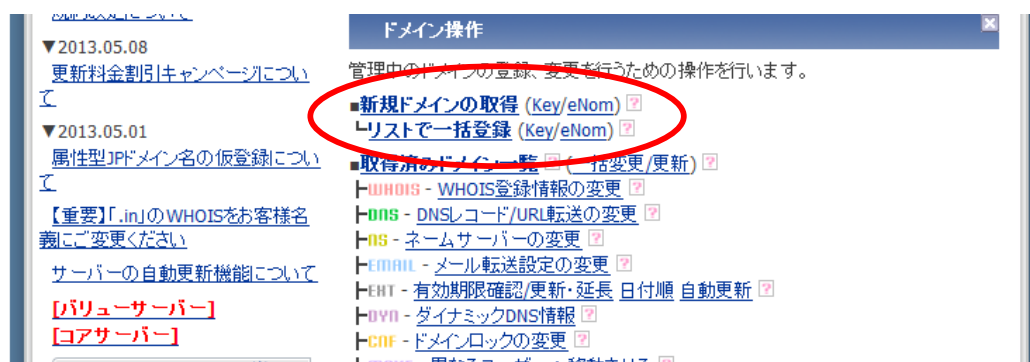 ▼2013.05.08
更新料金割引キャンページについ
て
▼2013.05.01
属性型JPドメイン名の仮登録につい
て
【重要】「.in」のWHOISをお客様名
義にご変更ください
サーバーの自動更新機能について
[バリューサーバー]
[コアサーバー]
ドメイン操作
管理中のドメインの登録、変更を行うための操作を行います。
■新規ドメインの取得 (Key/eNom) ?
┗リストで一括登録 (Key/eNom) ?
■取得済みドメイン一覧 ? (一括変更/更新) ?
┣WHOIS - WHOIS登録情報の変更 ?
┣DNS - DNSレコード/URL転送の変更 ?
┣NS - ネームサーバーの変更 ?
┣EMAIL - メール転送設定の変更 ?
┣EXT - 有効期限確認/更新・延長 日付順 自動更新 ?
┣DYN - ダイナミックDNS情報 ?
┣CNF - ドメインロックの変更 ?